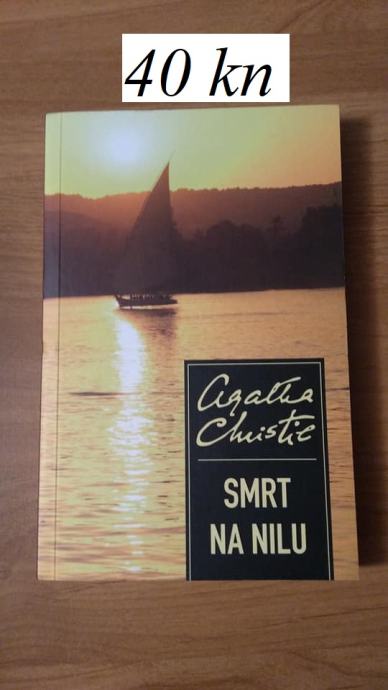 40 kn
Agatha
Christie
SMRT
NA NILU